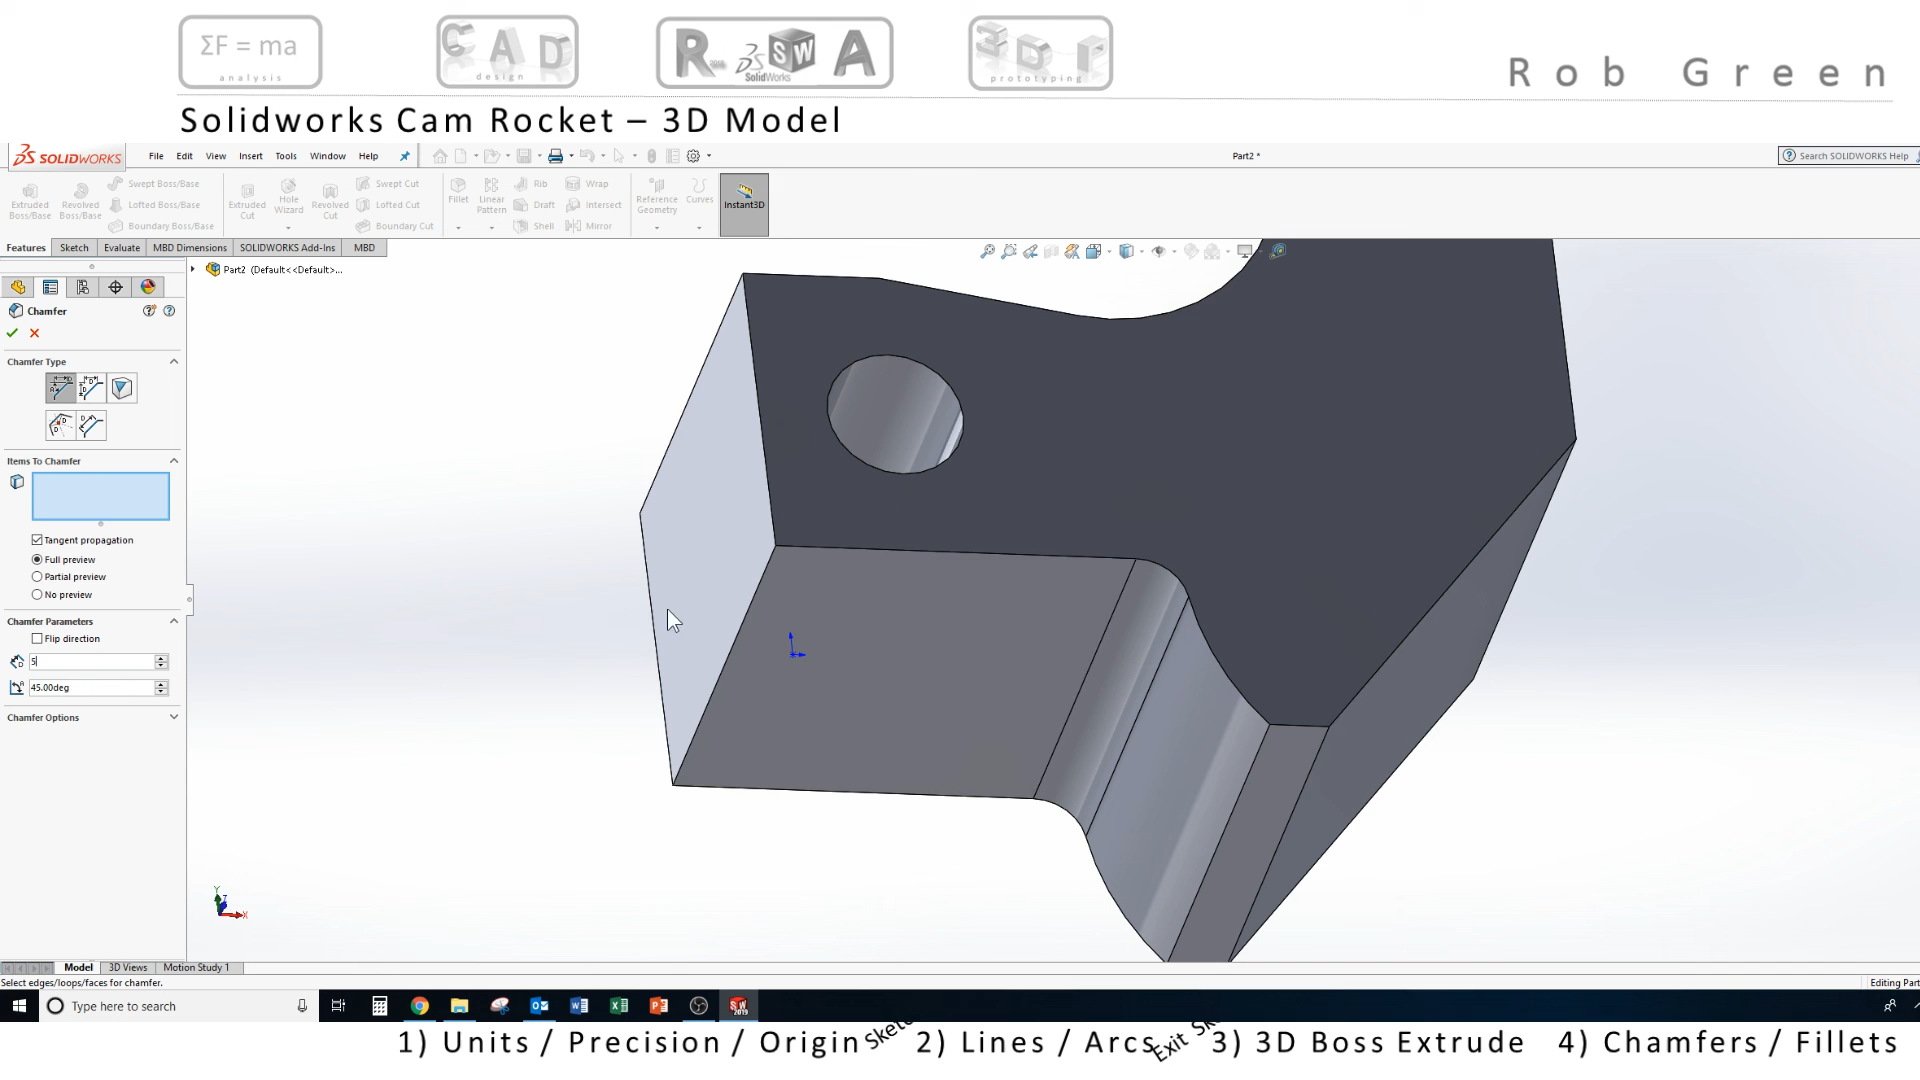 ΣF = ma
analysis
CAD
design
R SW A
SolidWorks
3DP
prototyping
Rob Green
Solidworks Cam Rocket – 3D Model
SOLIDWORKS File Edit View Insert Tools Window Help Part2 * Search SOLIDWORKS Help
Extruded Boss/Base
Revolved Boss/Base
Swept Boss/Base
Lofted Boss/Base
Boundary Boss/Base
Extruded Cut
Hole Wizard
Revolved Cut
Swept Cut
Lofted Cut
Boundary Cut
Fillet
Linear Pattern
Rib
Draft
Shell
Wrap
Intersect
Mirror
Reference Geometry
Curves
Instant3D
Features Sketch Evaluate MBD Dimensions SOLIDWORKS Add-Ins MBD
Part2 (Default<<Default>...
Chamfer
Chamfer Type
Items To Chamfer
Tangent propagation
Full preview
Partial preview
No preview
Chamfer Parameters
Flip direction
5
45.00deg
Chamfer Options
Y
Z
X
Model 3D Views Motion Study 1
Select edges/loops/faces for chamfer. Editing Part
Type here to search
SW 2019
1) Units / Precision / Origin Sketc 2) Lines / Arcs Exit Sk 3) 3D Boss Extrude 4) Chamfers / Fillets